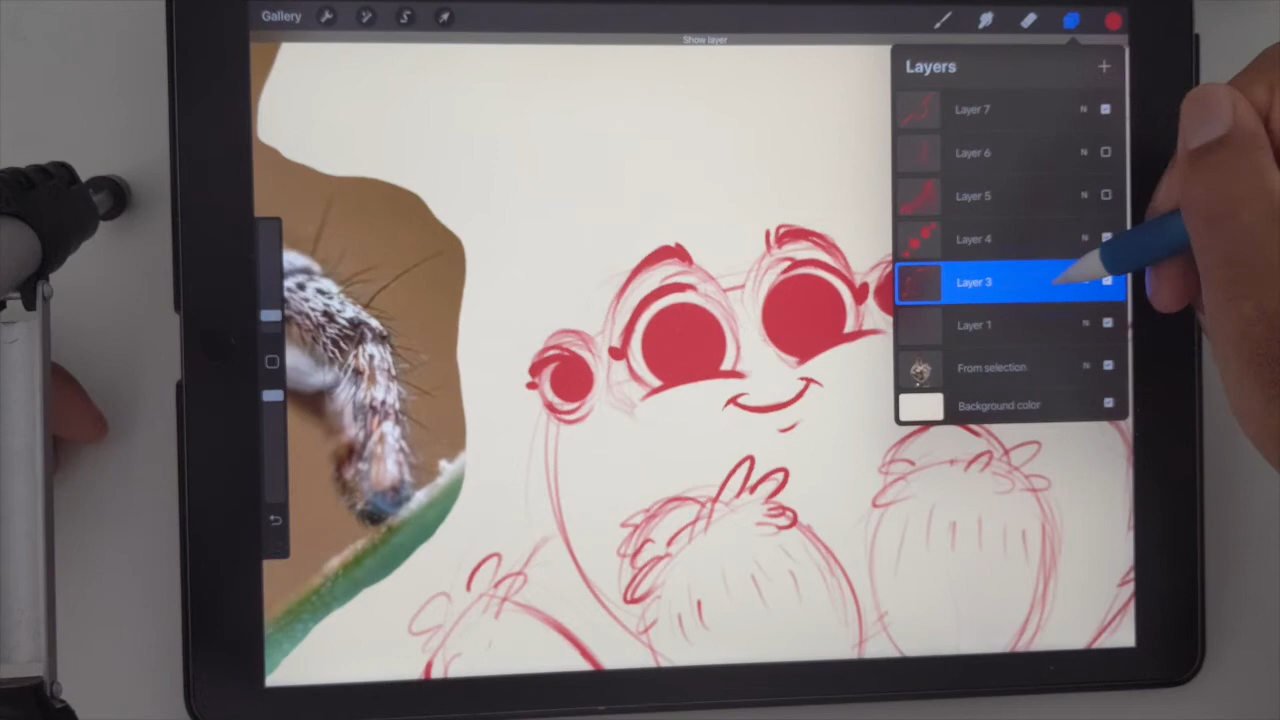 Gallery
Show layer
Layers
Layer 7 N
Layer 6 N
Layer 5 N
Layer 4 N
Layer 3
Layer 1 N
From selection N
Background color